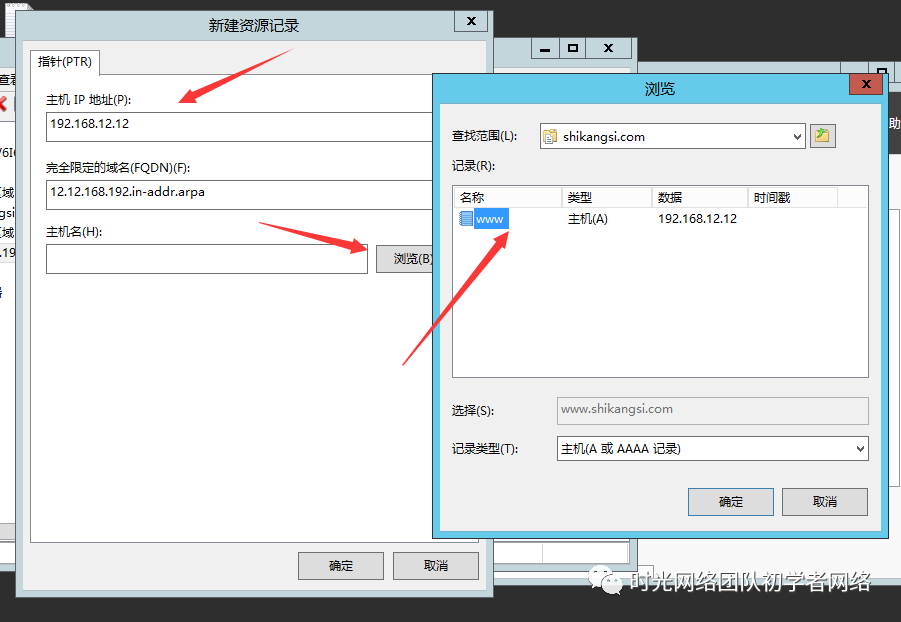 新建资源记录
指针(PTR)
主机 IP 地址(P):
192.168.12.12
完全限定的域名(FQDN)(F):
12.12.168.192.in-addr.arpa
主机名(H):
浏览(B)
确定
取消
浏览
查找范围(L):
shikangsi.com
记录(R):
名称 类型 数据 时间戳
www 主机(A) 192.168.12.12
选择(S):
www.shikangsi.com
记录类型(T):
主机(A 或 AAAA 记录)
确定
取消
查看
助
时光网络团队初学者网络